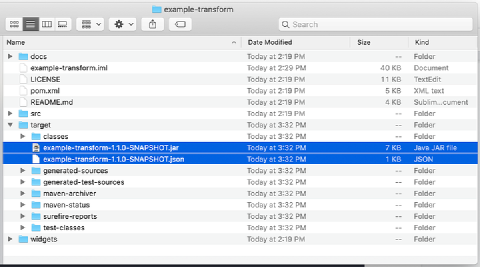 example-transform
Search
Name Date Modified Size Kind
docs Today at 2:19 PM -- Folder
example-transform.iml Today at 2:29 PM 40 KB Document
LICENSE Today at 2:19 PM 11 KB TextEdit
pom.xml Today at 2:19 PM 5 KB XML text
README.md Today at 2:19 PM 4 KB Sublim...cument
src Today at 2:19 PM -- Folder
target Today at 3:32 PM -- Folder
classes Today at 3:32 PM -- Folder
example-transform-1.1.0-SNAPSHOT.jar Today at 3:32 PM 7 KB Java JAR file
example-transform-1.1.0-SNAPSHOT.json Today at 3:32 PM 1 KB JSON
generated-sources Today at 3:32 PM -- Folder
generated-test-sources Today at 3:32 PM -- Folder
maven-archiver Today at 3:32 PM -- Folder
maven-status Today at 3:32 PM -- Folder
surefire-reports Today at 3:32 PM -- Folder
test-classes Today at 3:32 PM -- Folder
widgets Today at 2:19 PM -- Folder